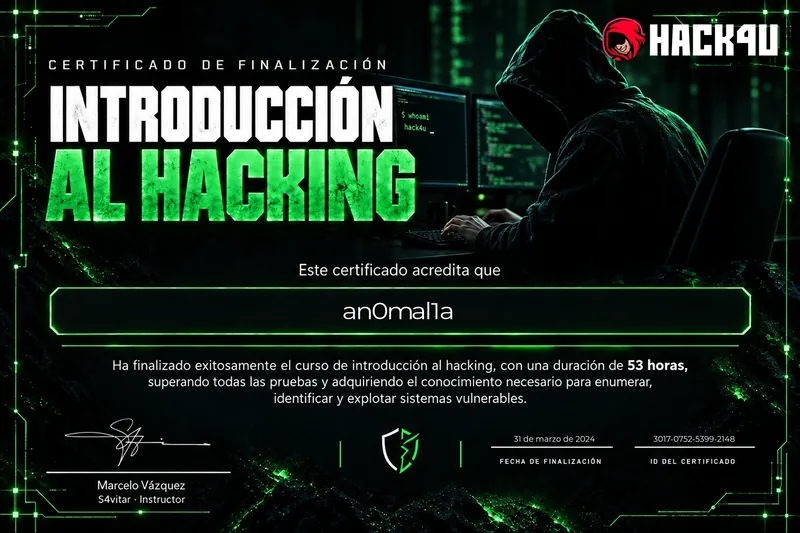 HACK4U
CERTIFICADO DE FINALIZACIÓN
INTRODUCCIÓN
AL HACKING
$ whoami
hack4u
Este certificado acredita que
an0mal1a
Ha finalizado exitosamente el curso de introducción al hacking, con una duración de 53 horas,
superando todas las pruebas y adquiriendo el conocimiento necesario para enumerar,
identificar y explotar sistemas vulnerables.
Marcelo Vázquez
S4vitar · Instructor
31 de marzo de 2024
FECHA DE FINALIZACIÓN
3017-0752-5399-2148
ID DEL CERTIFICADO